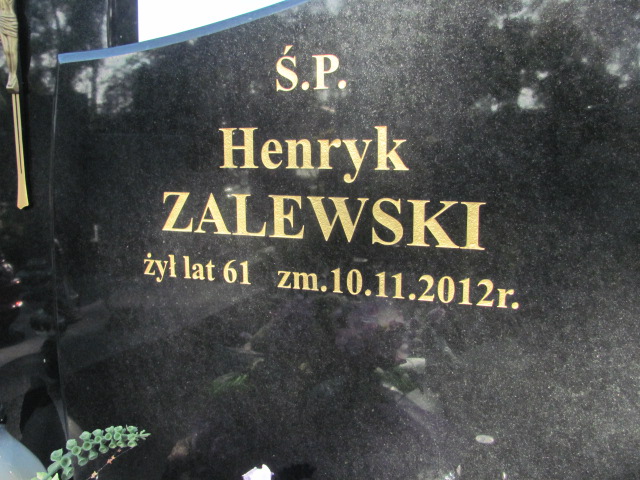 Ś.P.
Henryk
ZALEWSKI
żył lat 61 zm.10.11.2012r.